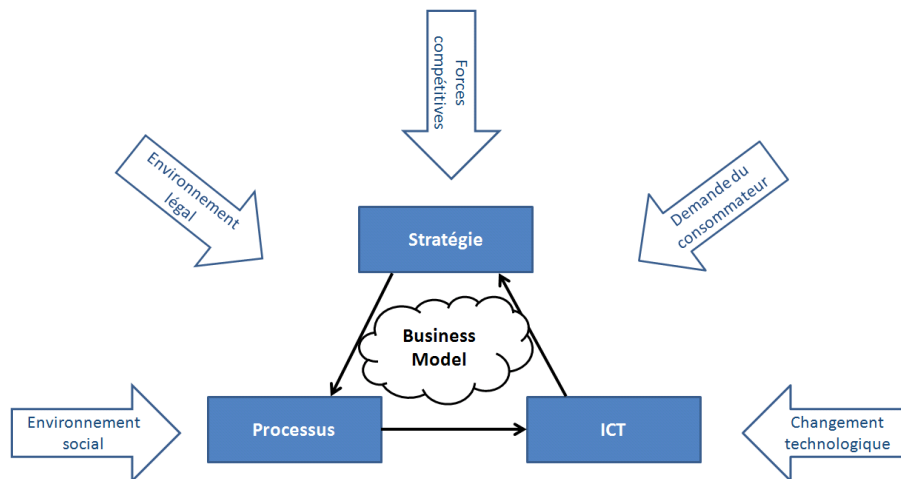 Forces
compétitives
Environnement
légal
Demande du
consommateur
Stratégie
Business
Model
Environnement
social
Processus
ICT
Changement
technologique